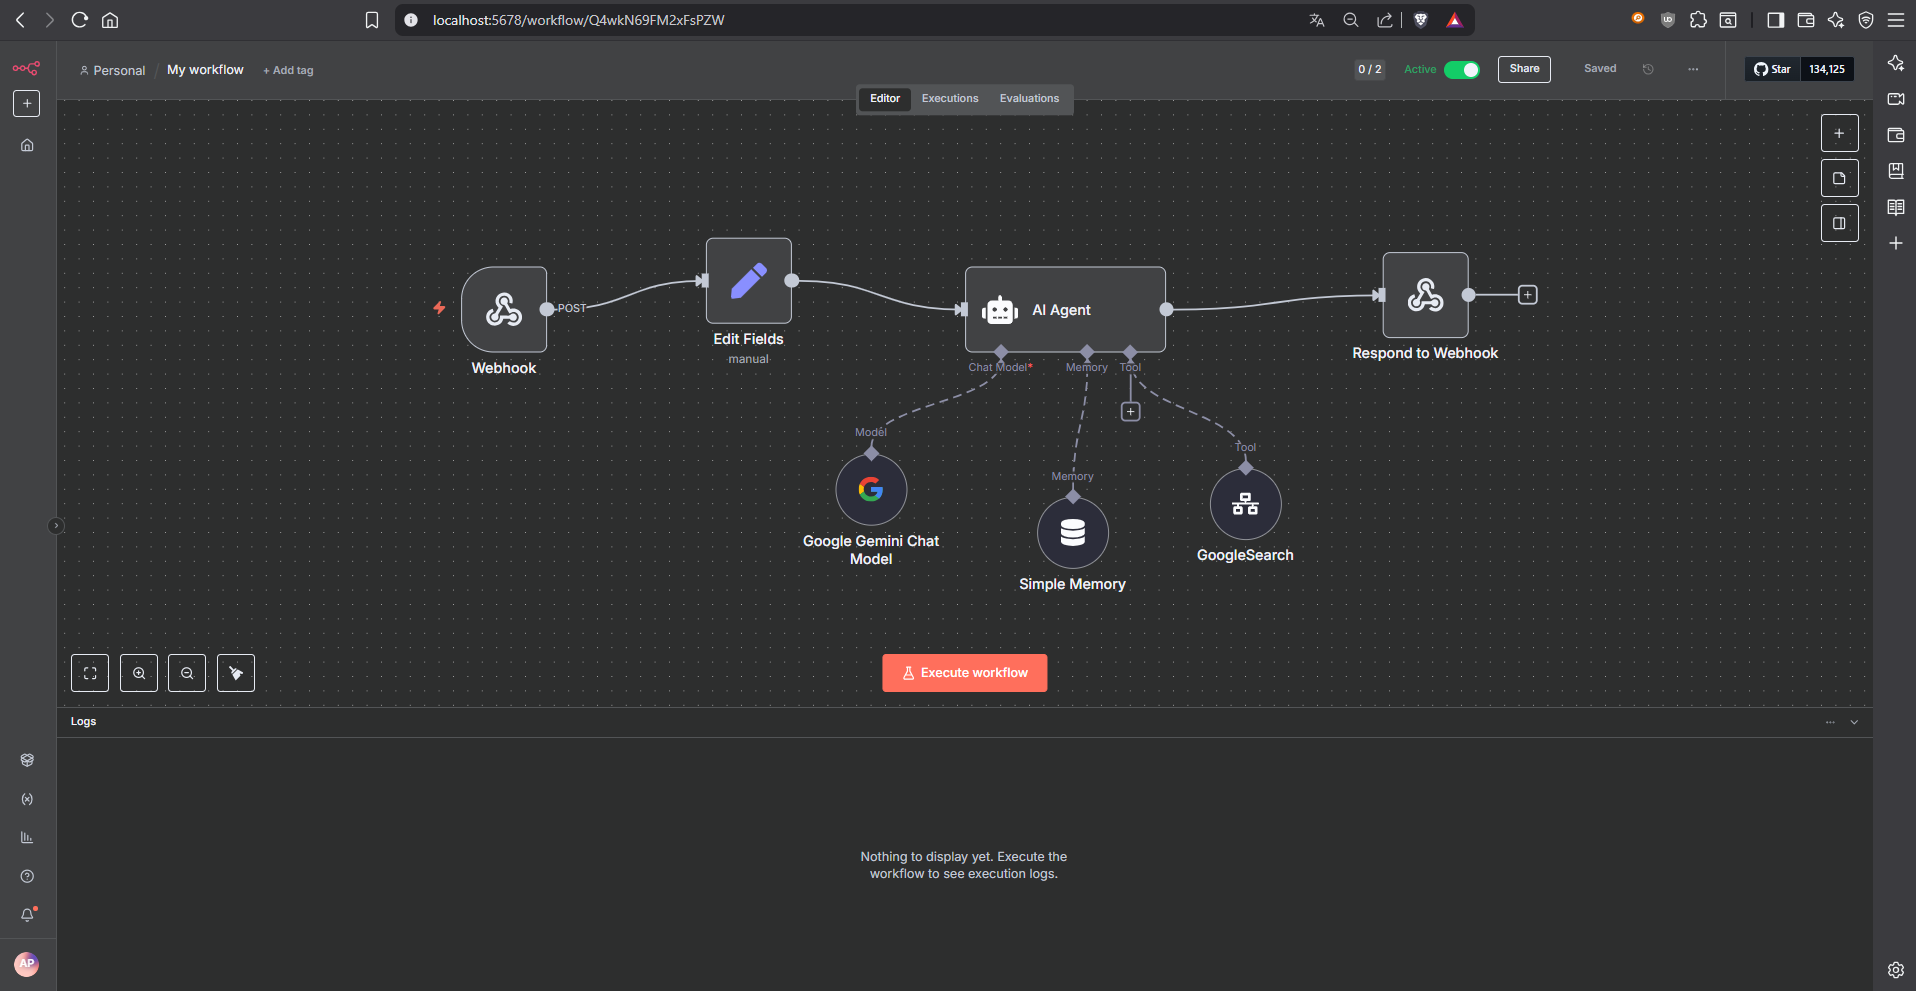 localhost:5678/workflow/Q4wkN69FM2xFsPZW
Personal / My workflow + Add tag
0 / 2 Active Share Saved ... Star 134,125
Editor Executions Evaluations
POST
Webhook
Edit Fields
manual
AI Agent
Chat Model*
Memory
Tool
Respond to Webhook
Model
Google Gemini Chat
Model
Memory
Simple Memory
Tool
GoogleSearch
Execute workflow
Logs
Nothing to display yet. Execute the
workflow to see execution logs.
AP